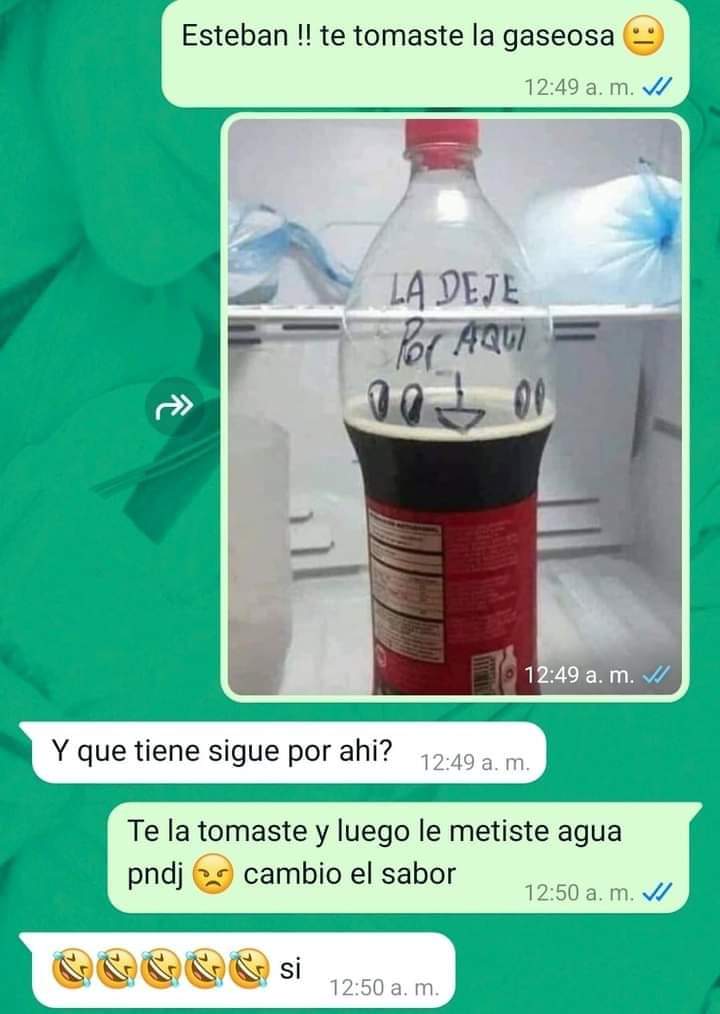 Esteban !! te tomaste la gaseosa 😐
12:49 a. m.
LA DEJE
Por AQUI
12:49 a. m.
Y que tiene sigue por ahi?
12:49 a. m.
Te la tomaste y luego le metiste agua
pndj 😠 cambio el sabor
12:50 a. m.
🤣🤣🤣🤣🤣 si
12:50 a. m.